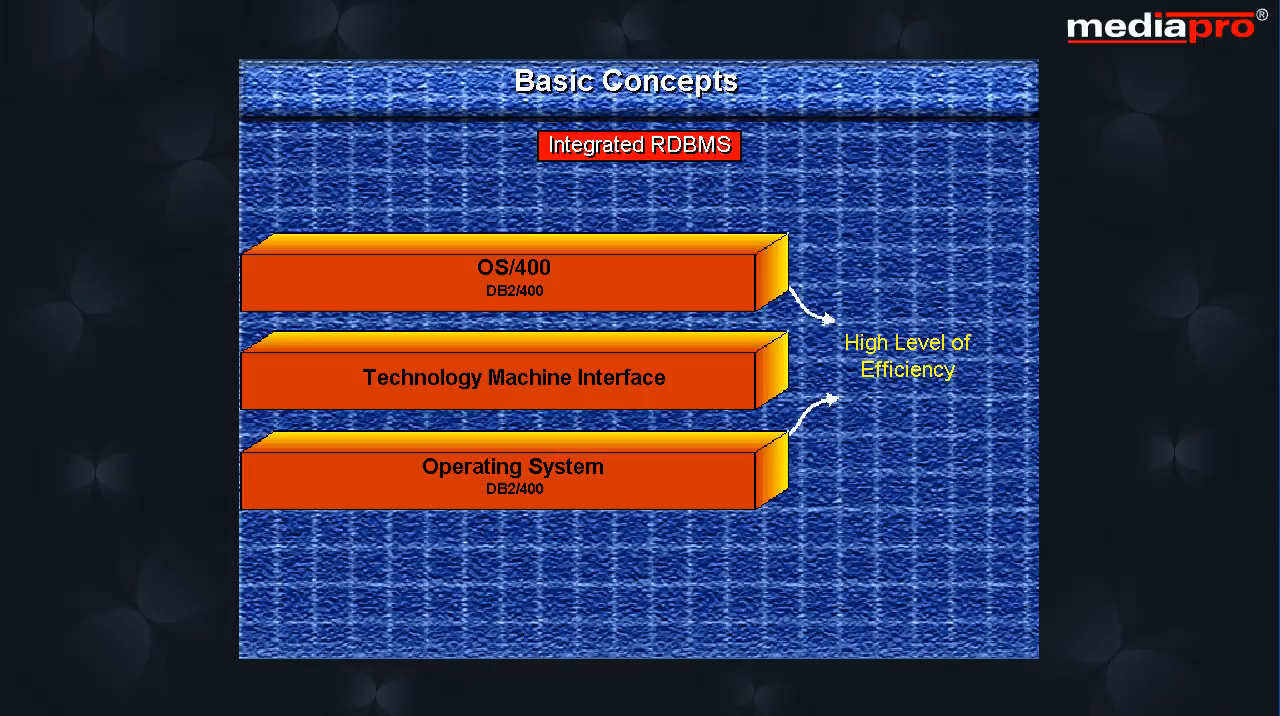 mediapro®
Basic Concepts
Integrated RDBMS
OS/400
DB2/400
Technology Machine Interface
High Level of
Efficiency
Operating System
DB2/400